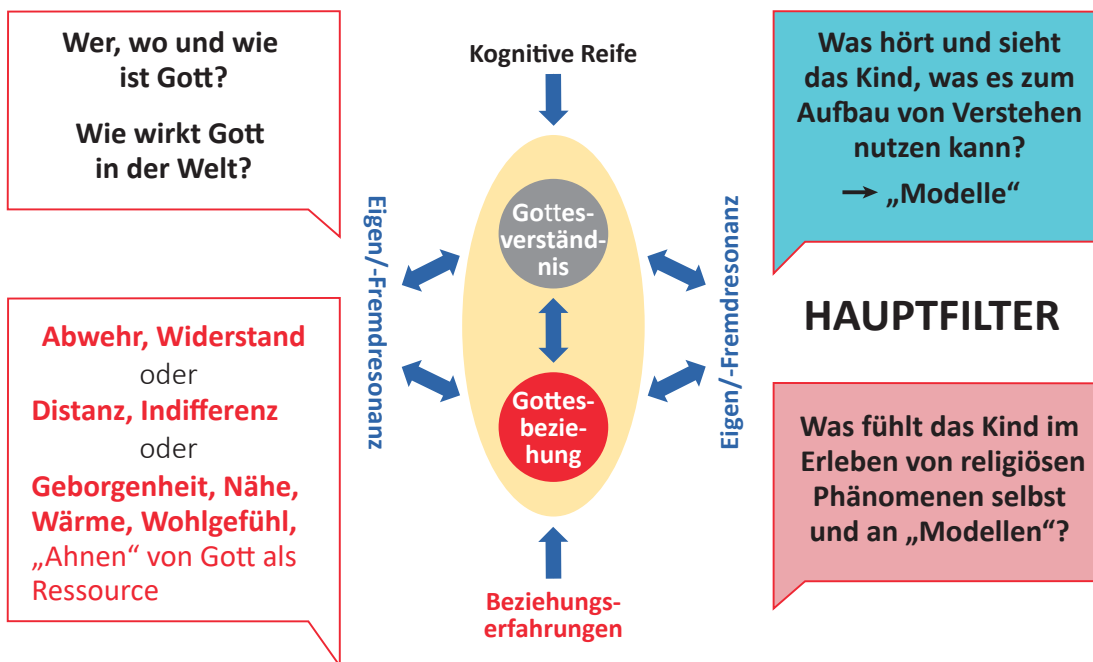 Wer, wo und wie
ist Gott?
Wie wirkt Gott
in der Welt?
Abwehr, Widerstand
oder
Distanz, Indifferenz
oder
Geborgenheit, Nähe,
Wärme, Wohlgefühl,
„Ahnen“ von Gott als
Ressource
Kognitive Reife
Eigen/-Fremdresonanz
Gottes-
verständ-
nis
Gottes-
bezie-
hung
Eigen/-Fremdresonanz
Beziehungs-
erfahrungen
Was hört und sieht
das Kind, was es zum
Aufbau von Verstehen
nutzen kann?
→ „Modelle“
HAUPTFILTER
Was fühlt das Kind im
Erleben von religiösen
Phänomenen selbst
und an „Modellen“?